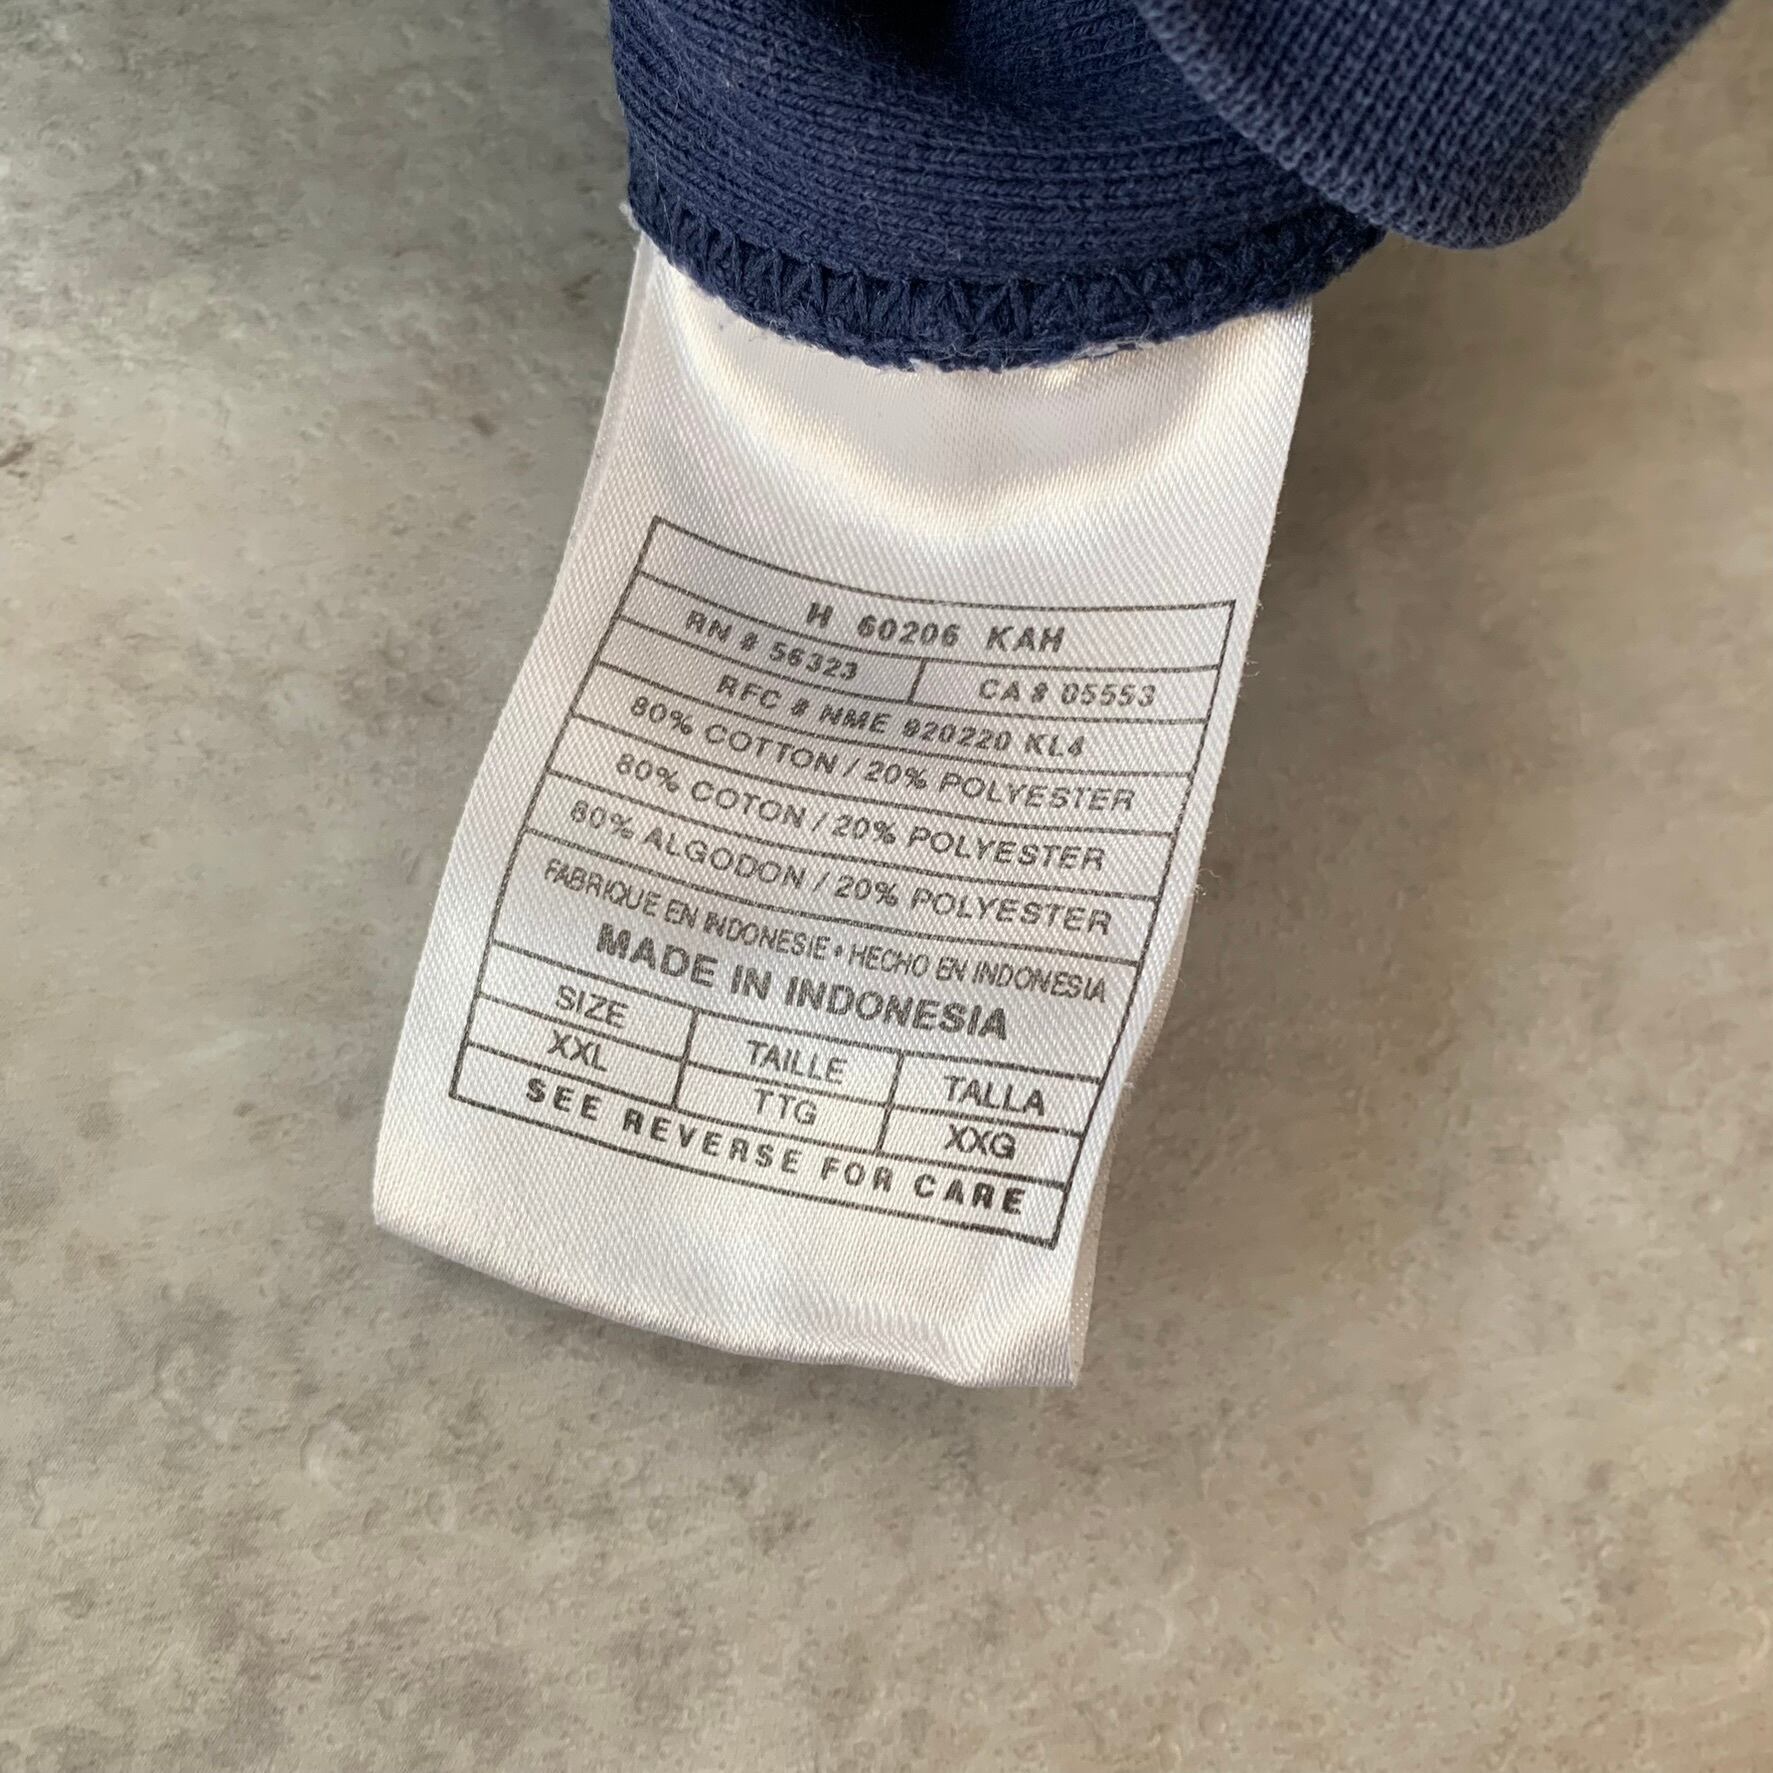 H 60206 KAH
RN # 56323 CA # 05553
RFC # NME 920220 KL4
80% COTTON / 20% POLYESTER
80% COTON / 20% POLYESTER
80% ALGODON / 20% POLYESTER
FABRIQUE EN INDONESIE • HECHO EN INDONESIA
MADE IN INDONESIA
SIZE TAILLE TALLA
XXL TTG XXG
SEE REVERSE FOR CARE